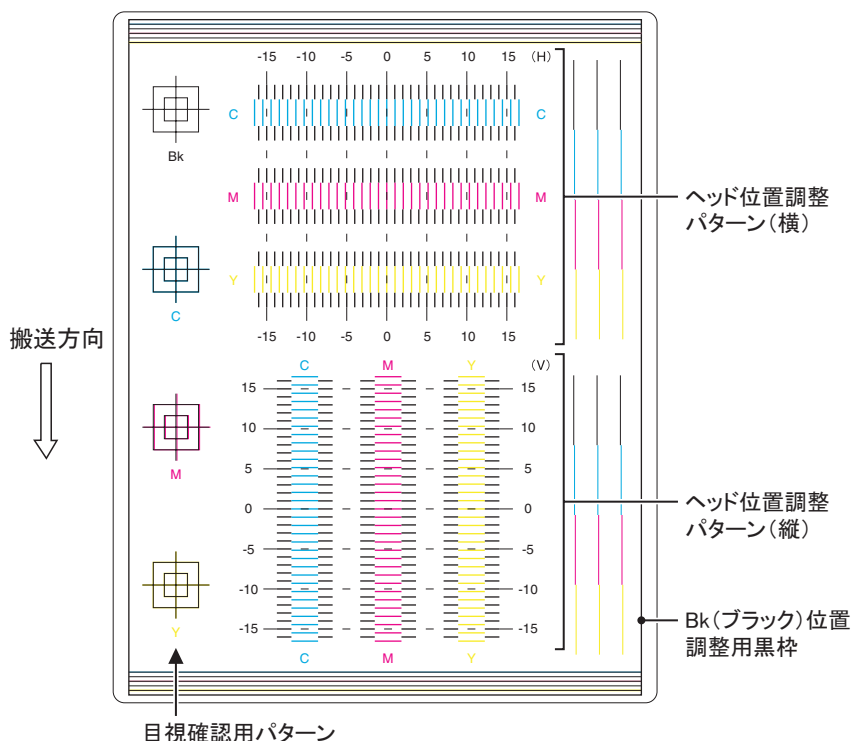 -15 -10 -5 0 5 10 15 (H)
C C
Bk
M M
Y Y
C
-15 -10 -5 0 5 10 15
ヘッド位置調整
パターン(横)
搬送方向
C M Y (V)
15 15
10 10
M
5 5
0 0
-5 -5
-10 -10
-15 -15
Y
C M Y
ヘッド位置調整
パターン(縦)
Bk(ブラック)位置
調整用黒枠
目視確認用パターン